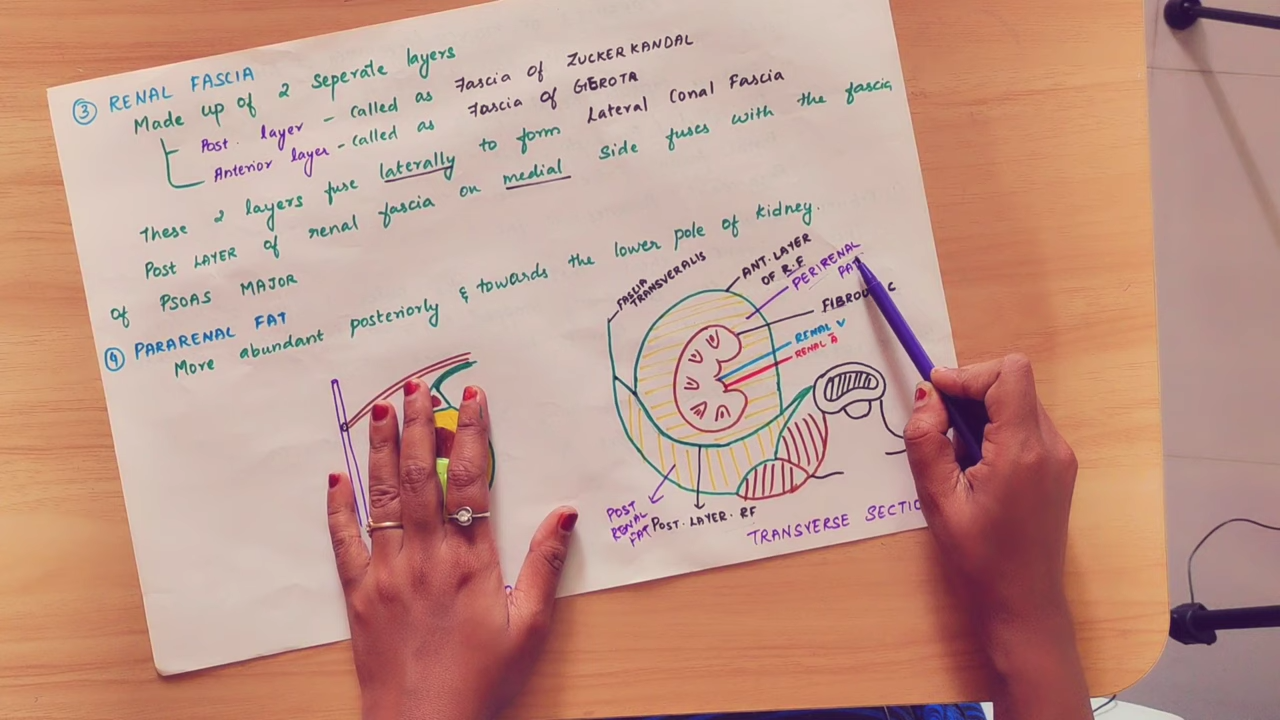 ③ RENAL FASCIA
Made up of 2 seperate layers
Post. layer - called as Fascia of ZUCKERKANDAL
Anterior layer - called as Fascia of GEROTA
These 2 layers fuse laterally to form Lateral Conal Fascia
Post LAYER of renal fascia on medial side fuses with the fascia
of PSOAS MAJOR
④ PARARENAL FAT
More abundant posteriorly & towards the lower pole of kidney.
FASCIA
TRANSVERALIS
ANT. LAYER
OF R.F
PERIRENAL
FIBROU C
RENAL V
RENAL A
POST
RENAL
FAT
POST. LAYER. RF
TRANSVERSE SECTIO